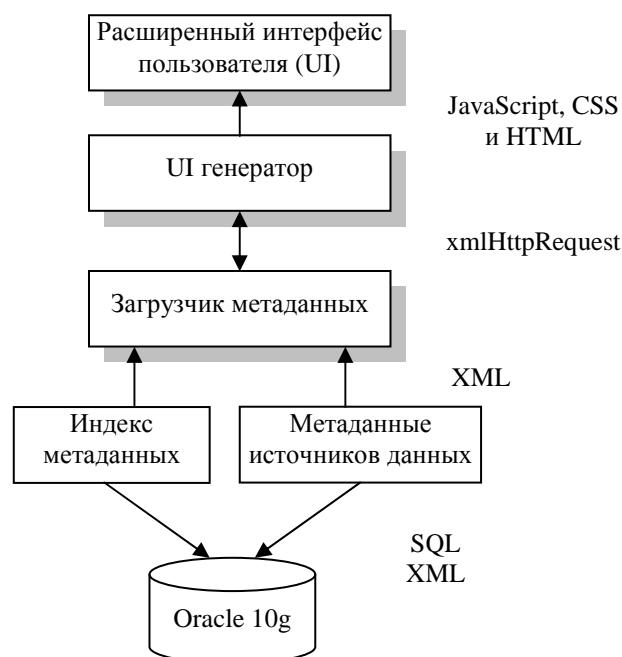 Расширенный интерфейс
пользователя (UI)
JavaScript, CSS
и HTML
UI генератор
xmlHttpRequest
Загрузчик метаданных
XML
Индекс
метаданных
Метаданные
источников данных
SQL
XML
Oracle 10g